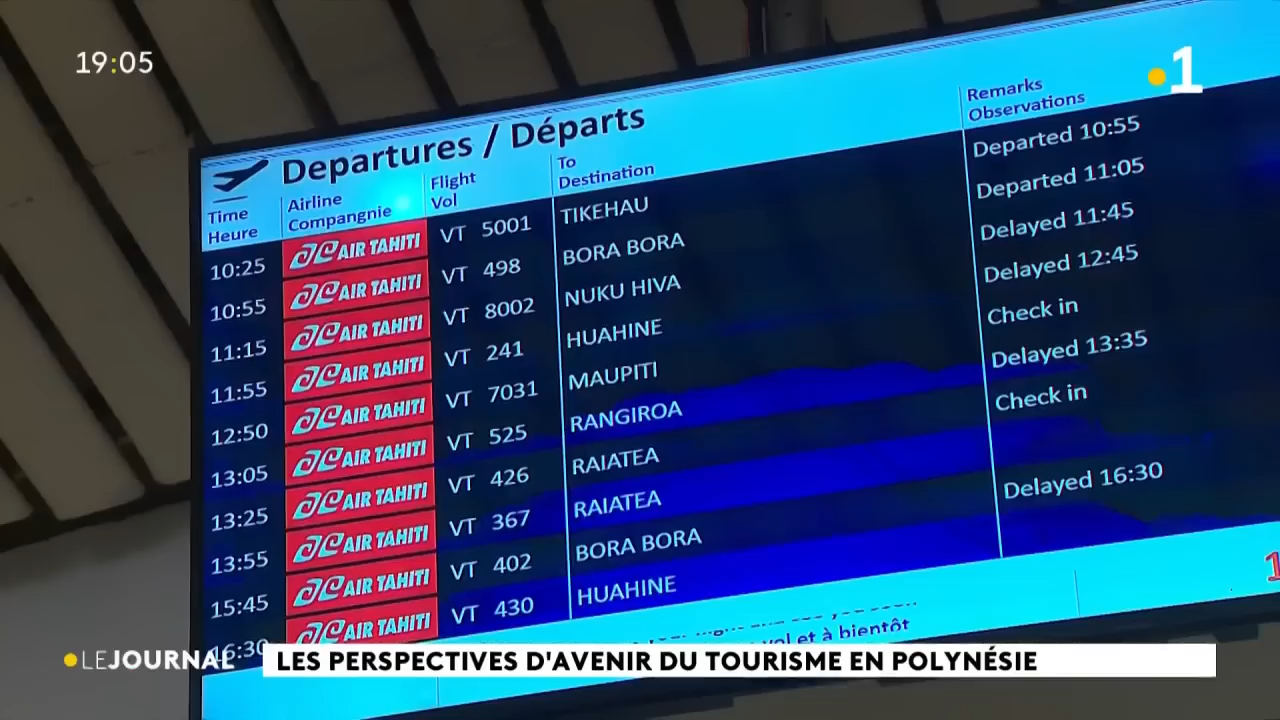 19:05
1
Departures / Départs
Time Airline Flight To Remarks
Heure Compangnie Vol Destination Observations
10:25 AIR TAHITI VT 5001 TIKEHAU Departed 10:55
10:55 AIR TAHITI VT 498 BORA BORA Departed 11:05
11:15 AIR TAHITI VT 8002 NUKU HIVA Delayed 11:45
11:55 AIR TAHITI VT 241 HUAHINE Delayed 12:45
12:50 AIR TAHITI VT 7031 MAUPITI Check in
13:05 AIR TAHITI VT 525 RANGIROA Delayed 13:35
13:25 AIR TAHITI VT 426 RAIATEA Check in
13:55 AIR TAHITI VT 367 RAIATEA
15:45 AIR TAHITI VT 402 BORA BORA Delayed 16:30
16:30 AIR TAHITI VT 430 HUAHINE
vol et à bientôt
LEJOURNAL LES PERSPECTIVES D'AVENIR DU TOURISME EN POLYNÉSIE